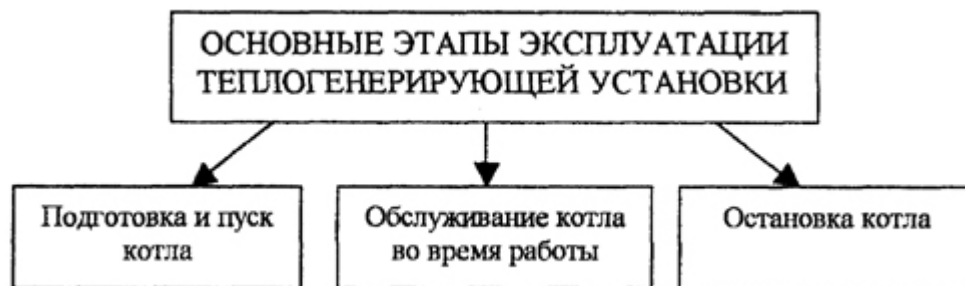 ОСНОВНЫЕ ЭТАПЫ ЭКСПЛУАТАЦИИ
ТЕПЛОГЕНЕРИРУЮЩЕЙ УСТАНОВКИ
Подготовка и пуск
котла
Обслуживание котла
во время работы
Остановка котла